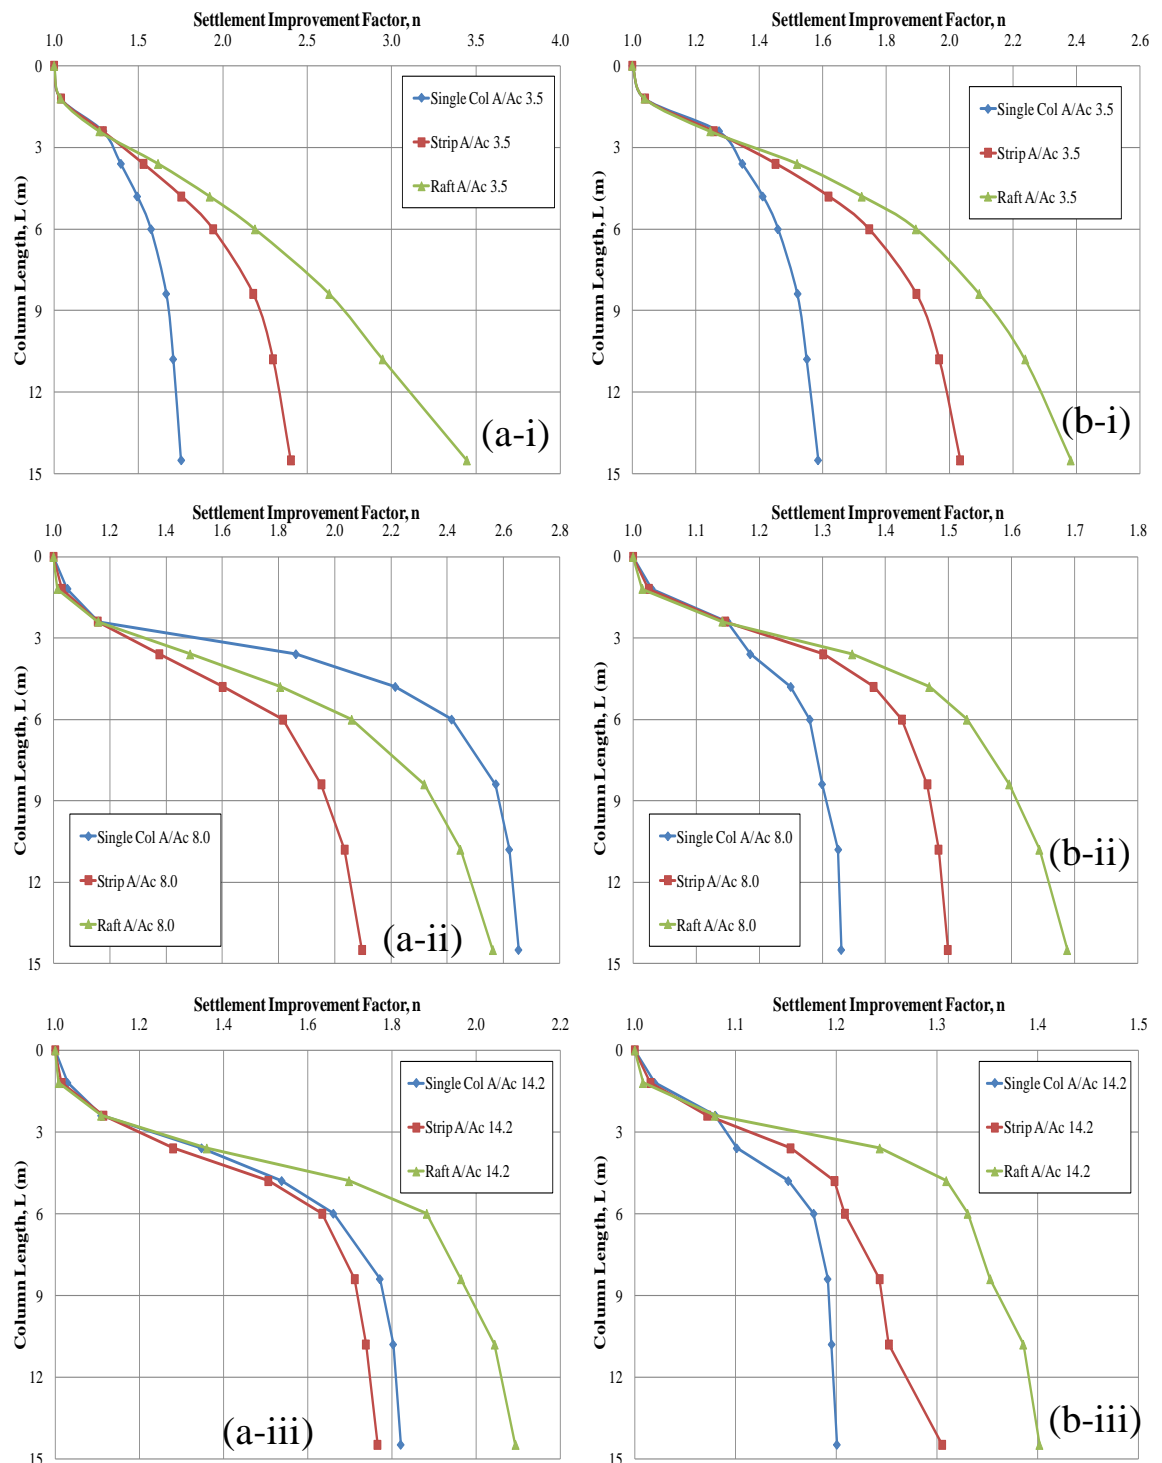 Settlement Improvement Factor, n
1.0 1.5 2.0 2.5 3.0 3.5 4.0
0
3
6
9
12
15
Column Length, L (m)
Single Col A/Ac 3.5
Strip A/Ac 3.5
Raft A/Ac 3.5
(a-i)
Settlement Improvement Factor, n
1.0 1.2 1.4 1.6 1.8 2.0 2.2 2.4 2.6
0
3
6
9
12
15
Column Length, L (m)
Single Col A/Ac 3.5
Strip A/Ac 3.5
Raft A/Ac 3.5
(b-i)
Settlement Improvement Factor, n
1.0 1.2 1.4 1.6 1.8 2.0 2.2 2.4 2.6 2.8
0
3
6
9
12
15
Column Length, L (m)
Single Col A/Ac 8.0
Strip A/Ac 8.0
Raft A/Ac 8.0
(a-ii)
Settlement Improvement Factor, n
1.0 1.1 1.2 1.3 1.4 1.5 1.6 1.7 1.8
0
3
6
9
12
15
Column Length, L (m)
Single Col A/Ac 8.0
Strip A/Ac 8.0
Raft A/Ac 8.0
(b-ii)
Settlement Improvement Factor, n
1.0 1.2 1.4 1.6 1.8 2.0 2.2
0
3
6
9
12
15
Column Length, L (m)
Single Col A/Ac 14.2
Strip A/Ac 14.2
Raft A/Ac 14.2
(a-iii)
Settlement Improvement Factor, n
1.0 1.1 1.2 1.3 1.4 1.5
0
3
6
9
12
15
Column Length, L (m)
Single Col A/Ac 14.2
Strip A/Ac 14.2
Raft A/Ac 14.2
(b-iii)